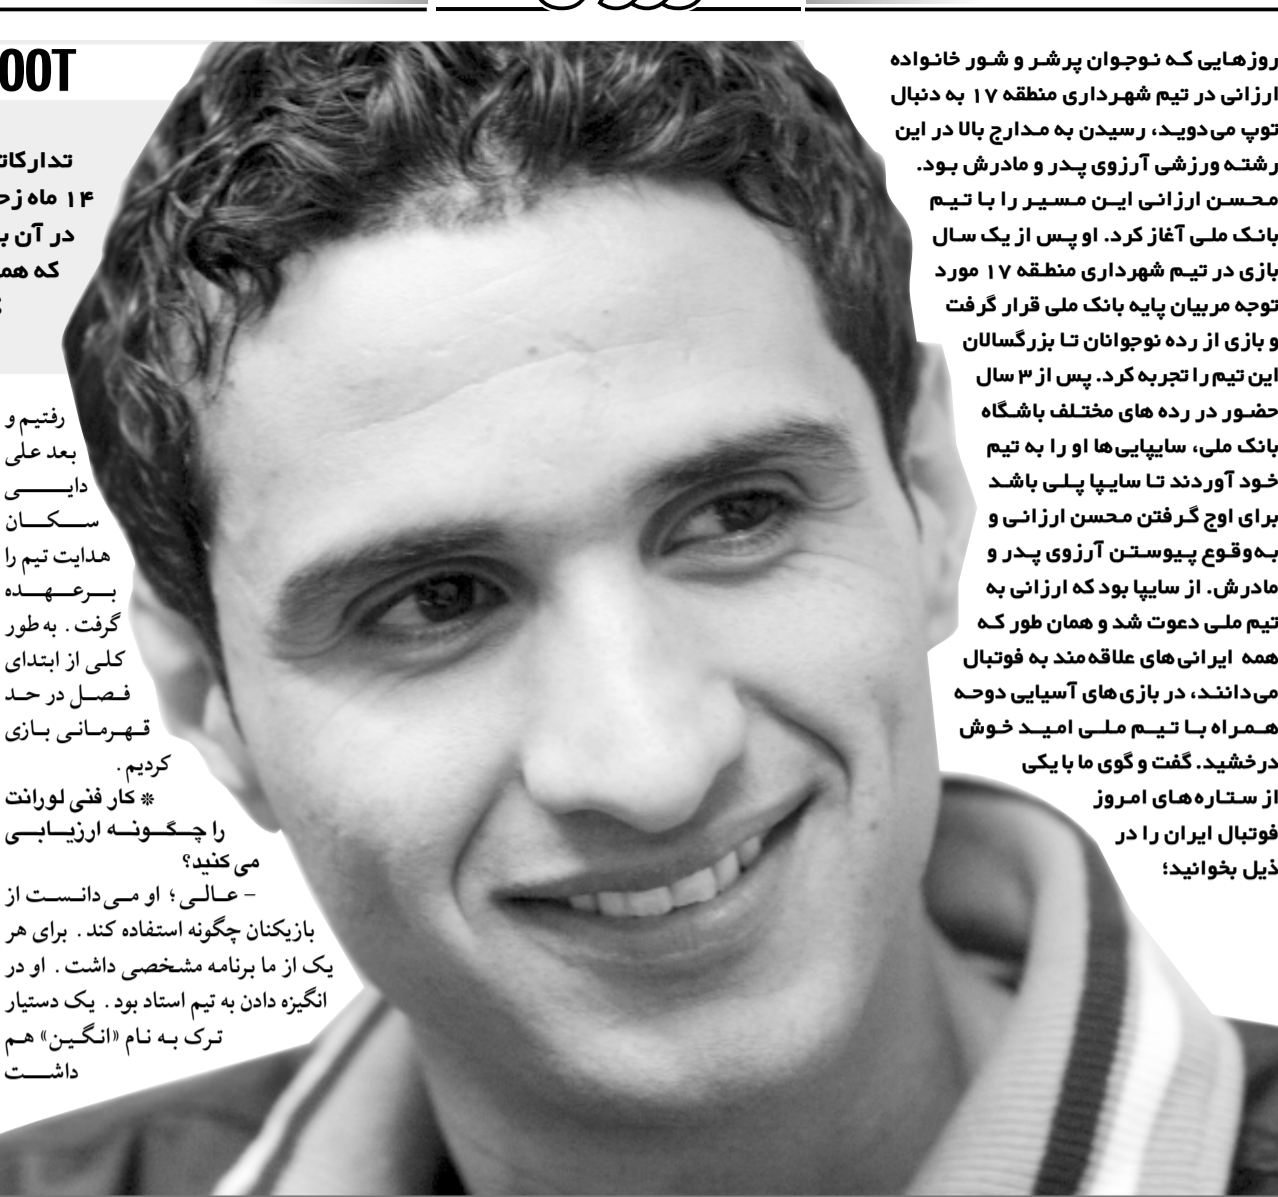 روزهایی که نوجوان پرشر و شور خانواده
ارزانی در تیم شهرداری منطقه ۱۷ به دنبال
توپ می‌دوید، رسیدن به مدارج بالا در این
رشته ورزشی آرزوی پدر و مادرش بود.
محسن ارزانی این مسیر را با تیم
بانک ملی آغاز کرد. او پس از یک سال
بازی در تیم شهرداری منطقه ۱۷ مورد
توجه مربیان پایه بانک ملی قرار گرفت
و بازی از رده نوجوانان تا بزرگسالان
این تیم را تجربه کرد. پس از ۳ سال
حضور در رده های مختلف باشگاه
بانک ملی، سایپایی‌ها او را به تیم
خود آوردند تا سایپا پلی باشد
برای اوج گرفتن محسن ارزانی و
به‌وقوع پیوستن آرزوی پدر و
مادرش. از سایپا بود که ارزانی به
تیم ملی دعوت شد و همان طور که
همه ایرانی‌های علاقه‌مند به فوتبال
می‌دانند، در بازی‌های آسیایی دوحه
همراه با تیم ملی امید خوش
درخشید. گفت و گوی ما با یکی
از ستاره‌های امروز
فوتبال ایران را در
ذیل بخوانید؛
OOT
۱۴ ماه
در آن
که
رفتیم و
بعد علی
دایی
سکان
هدایت تیم را
برعهده
گرفت . به طور
کلی از ابتدای
فصل در حد
قهرمانی بازی
کردیم .
❊ کار فنی لورانت
را چگونه ارزیابی
می کنید؟
– عالی ؛ او می‌دانست از
بازیکنان چگونه استفاده کند . برای هر
یک از ما برنامه مشخصی داشت . او در
انگیزه دادن به تیم استاد بود . یک دستیار
ترک به نام «انگین» هم
داشت